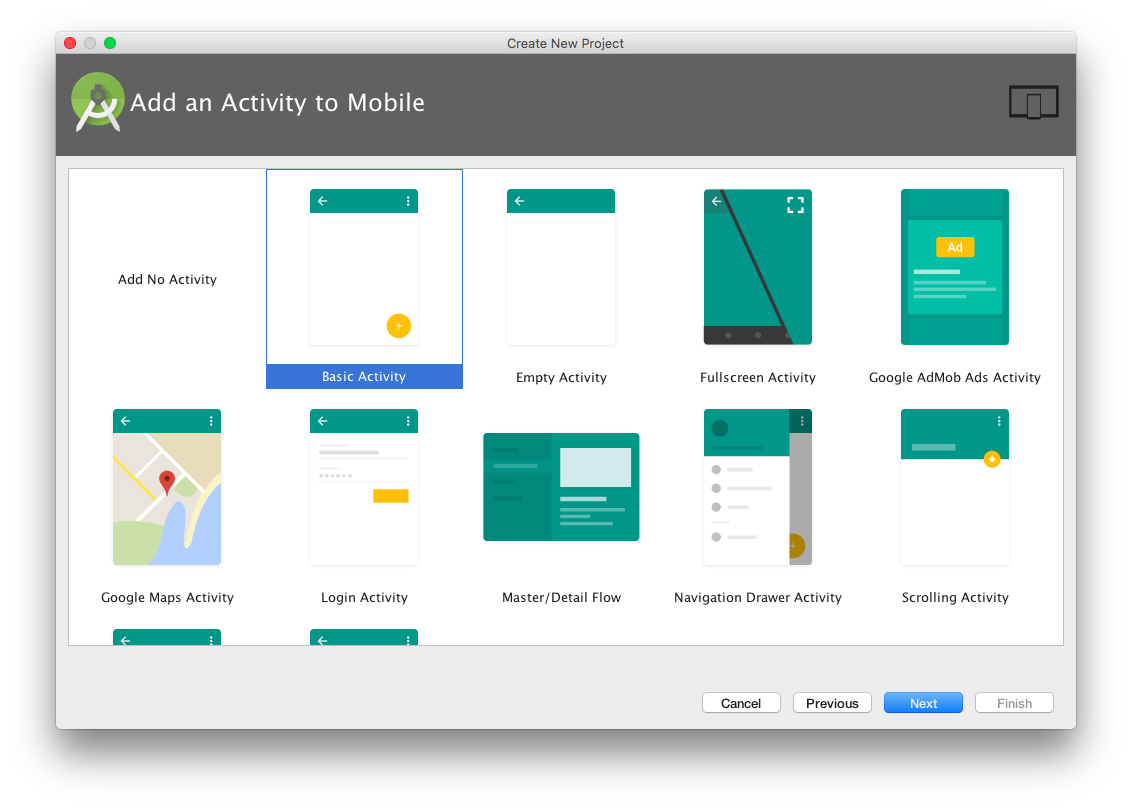 Create New Project
Add an Activity to Mobile
Add No Activity
Basic Activity
Empty Activity
Fullscreen Activity
Ad
Google AdMob Ads Activity
Google Maps Activity
Login Activity
Master/Detail Flow
Navigation Drawer Activity
Scrolling Activity
Cancel
Previous
Next
Finish